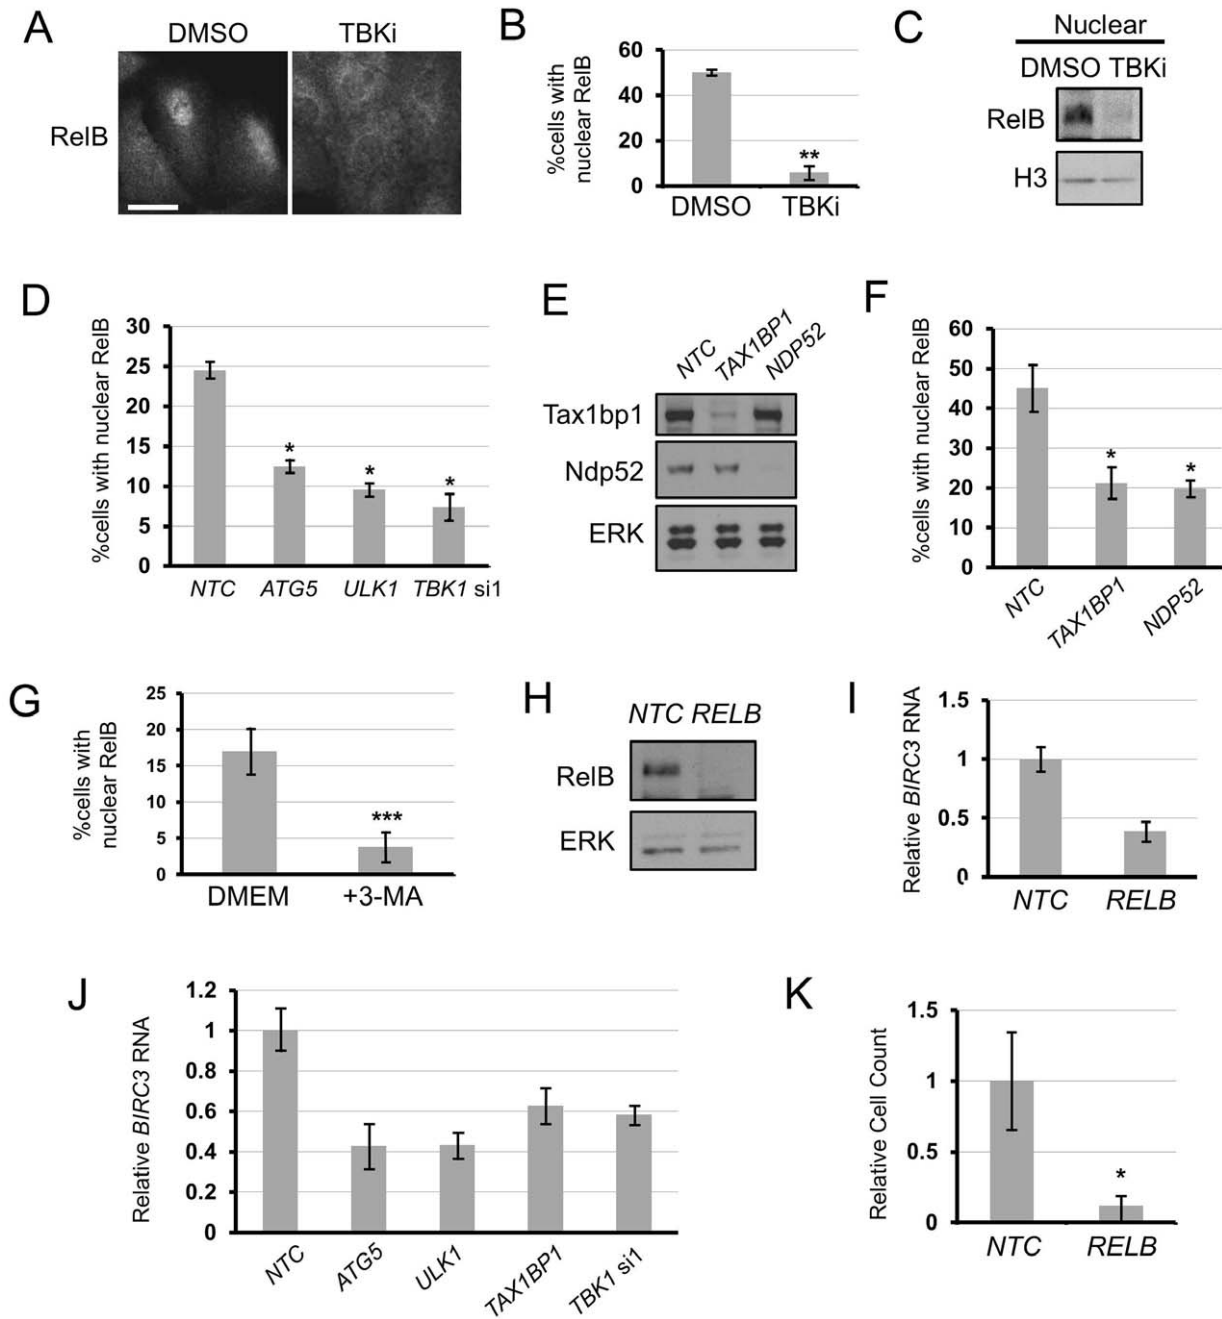 A
DMSO TBKi
RelB
B
%cells with
nuclear RelB
60
40
20
0
**
DMSO TBKi
C
Nuclear
DMSO TBKi
RelB
H3
D
%cells with nuclear RelB
30
25
20
15
10
5
0
* * *
NTC ATG5 ULK1 TBK1 si1
E
NTC TAX1BP1 NDP52
Tax1bp1
Ndp52
ERK
F
%cells with nuclear RelB
60
50
40
30
20
10
0
* *
NTC TAX1BP1 NDP52
G
%cells with
nuclear RelB
25
20
15
10
5
0
***
DMEM +3-MA
H
NTC RELB
RelB
ERK
I
Relative BIRC3 RNA
1.5
1
0.5
0
NTC RELB
J
Relative BIRC3 RNA
1.2
1
0.8
0.6
0.4
0.2
0
NTC ATG5 ULK1 TAX1BP1 TBK1 si1
K
Relative Cell Count
1.5
1
0.5
0
*
NTC RELB